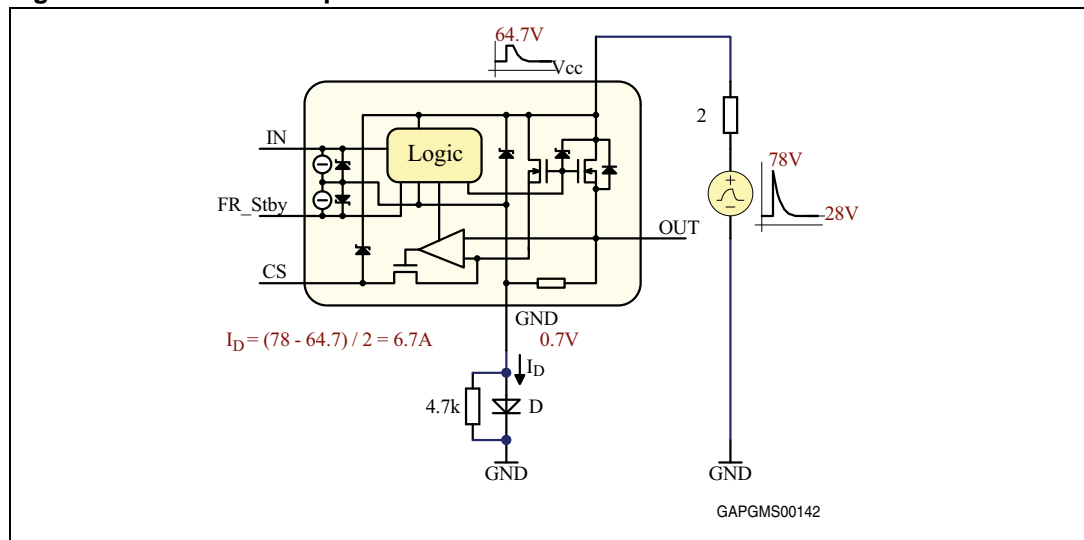 64.7V
Vcc
IN
Logic
2
78V
FR_Stby
+
28V
OUT
CS
GND
I_D = (78 - 64.7) / 2 = 6.7A
0.7V
I_D
4.7k
D
GND
GND
GAPGMS00142